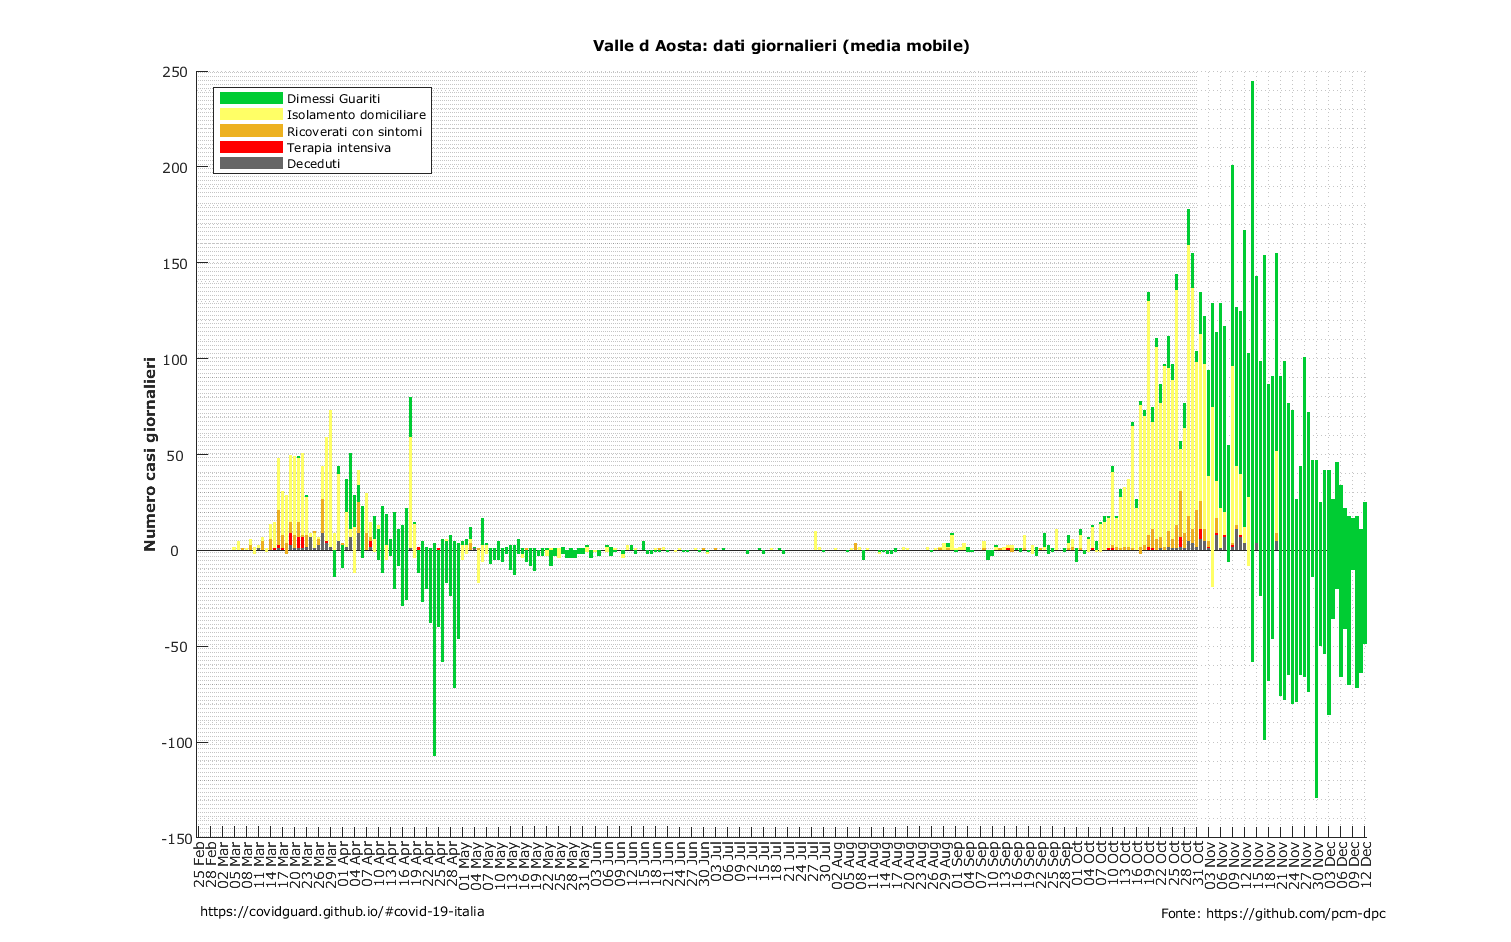 Valle d Aosta: dati giornalieri (media mobile)
250
200
150
100
50
0
-50
-100
-150
Numero casi giornalieri
Dimessi Guariti
Isolamento domiciliare
Ricoverati con sintomi
Terapia intensiva
Deceduti
25 Feb
28 Feb
02 Mar
05 Mar
08 Mar
11 Mar
14 Mar
17 Mar
20 Mar
23 Mar
26 Mar
29 Mar
01 Apr
04 Apr
07 Apr
10 Apr
13 Apr
16 Apr
19 Apr
22 Apr
25 Apr
28 Apr
01 May
04 May
07 May
10 May
13 May
16 May
19 May
22 May
25 May
28 May
31 May
03 Jun
06 Jun
09 Jun
12 Jun
15 Jun
18 Jun
21 Jun
24 Jun
27 Jun
30 Jun
03 Jul
06 Jul
09 Jul
12 Jul
15 Jul
18 Jul
21 Jul
24 Jul
27 Jul
30 Jul
02 Aug
05 Aug
08 Aug
11 Aug
14 Aug
17 Aug
20 Aug
23 Aug
26 Aug
29 Aug
01 Sep
04 Sep
07 Sep
10 Sep
13 Sep
16 Sep
19 Sep
22 Sep
25 Sep
28 Sep
01 Oct
04 Oct
07 Oct
10 Oct
13 Oct
16 Oct
19 Oct
22 Oct
25 Oct
28 Oct
31 Oct
03 Nov
06 Nov
09 Nov
12 Nov
15 Nov
18 Nov
21 Nov
24 Nov
27 Nov
30 Nov
03 Dec
06 Dec
09 Dec
12 Dec
https://covidguard.github.io/#covid-19-italia
Fonte: https://github.com/pcm-dpc